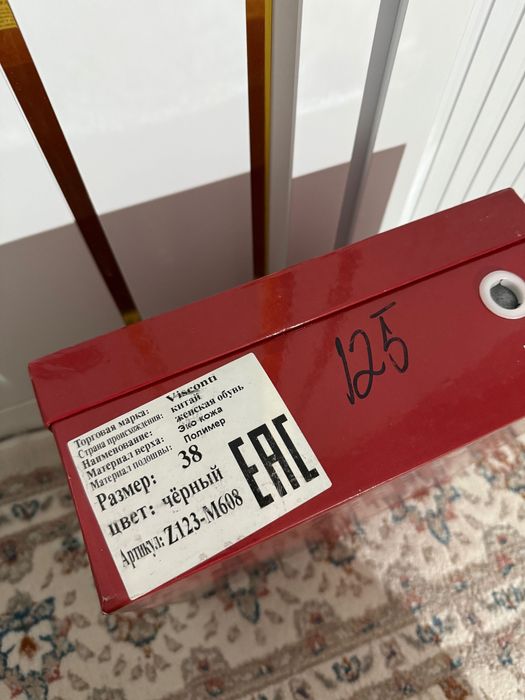 Торговая марка: Visconti
Страна происхождения: китай
Наименование: женская обувь
Материал верха: Эко кожа
Материал подошвы: Полимер
Размер: 38
цвет: чёрный
Артикул: Z123-M608
EAC
125